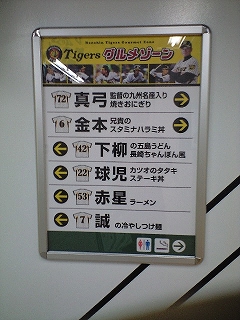 Hanshin Tigers Gourmet Zone
Tigers グルメゾーン
72 真弓 監督の九州名産入り
焼きおにぎり
6 金本 兄貴の
スタミナハラミ丼
42 下柳 の五島うどん
長崎ちゃんぽん風
22 球児 カツオのタタキ
ステーキ丼
53 赤星 ラーメン
7 誠 の冷やしつけ麺